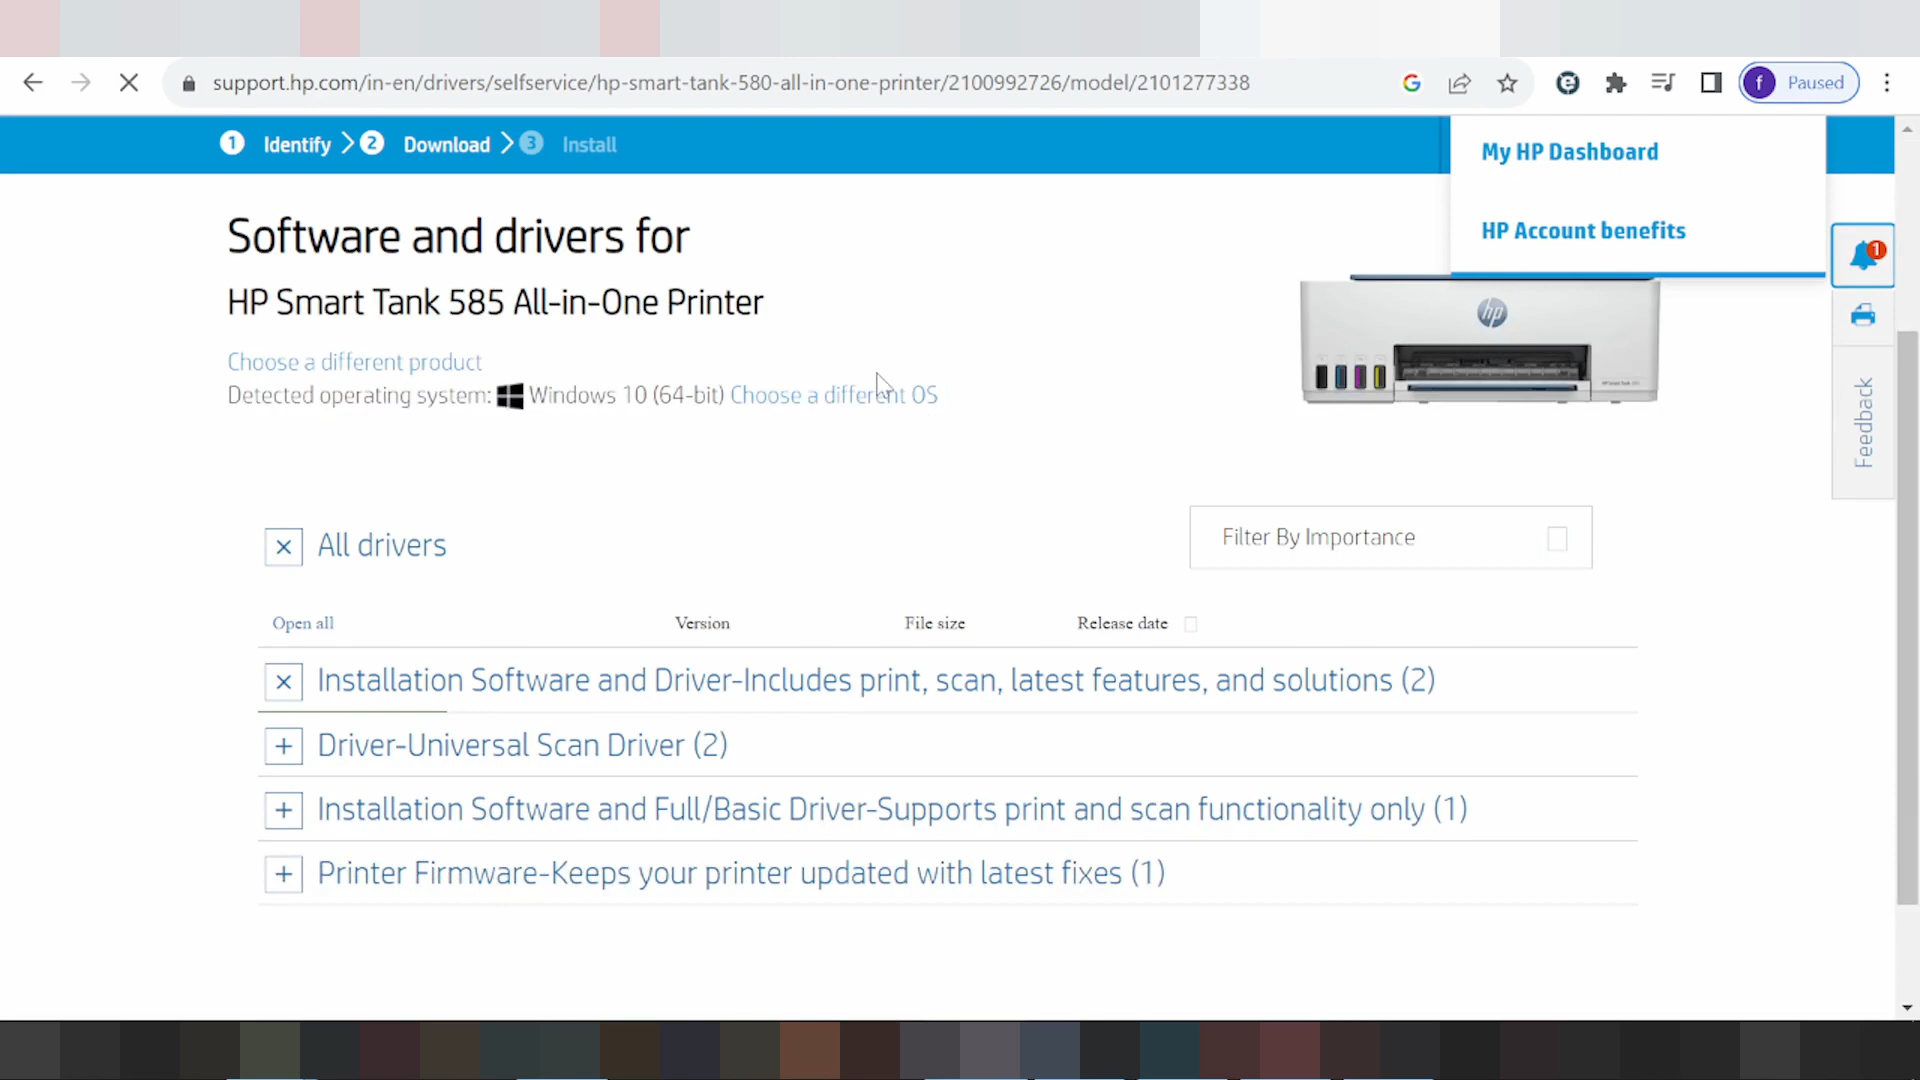 support.hp.com/in-en/drivers/selfservice/hp-smart-tank-580-all-in-one-printer/2100992726/model/2101277338
f Paused
1 Identify 2 Download 3 Install
My HP Dashboard
HP Account benefits
1
Software and drivers for
HP Smart Tank 585 All-in-One Printer
hp
Choose a different product
Detected operating system: Windows 10 (64-bit) Choose a different OS
Feedback
All drivers
Filter By Importance
Open all Version File size Release date
Installation Software and Driver-Includes print, scan, latest features, and solutions (2)
Driver-Universal Scan Driver (2)
Installation Software and Full/Basic Driver-Supports print and scan functionality only (1)
Printer Firmware-Keeps your printer updated with latest fixes (1)